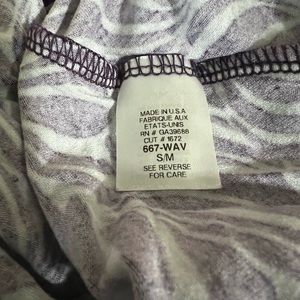 MADE IN U.S.A
FABRIQUE AUX
ETATS-UNIS
RN # GA39688
CUT # 1672
667-WAV
S/M
SEE REVERSE
FOR CARE